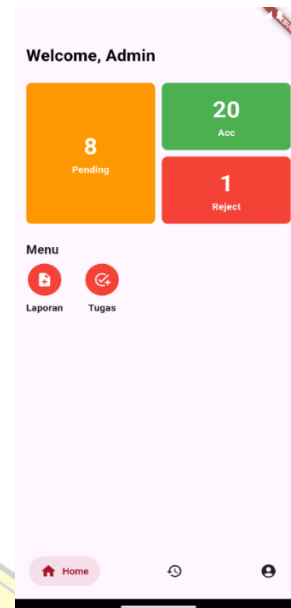 Welcome, Admin
8
Pending
20
Acc
1
Reject
Menu
Laporan
Tugas
Home